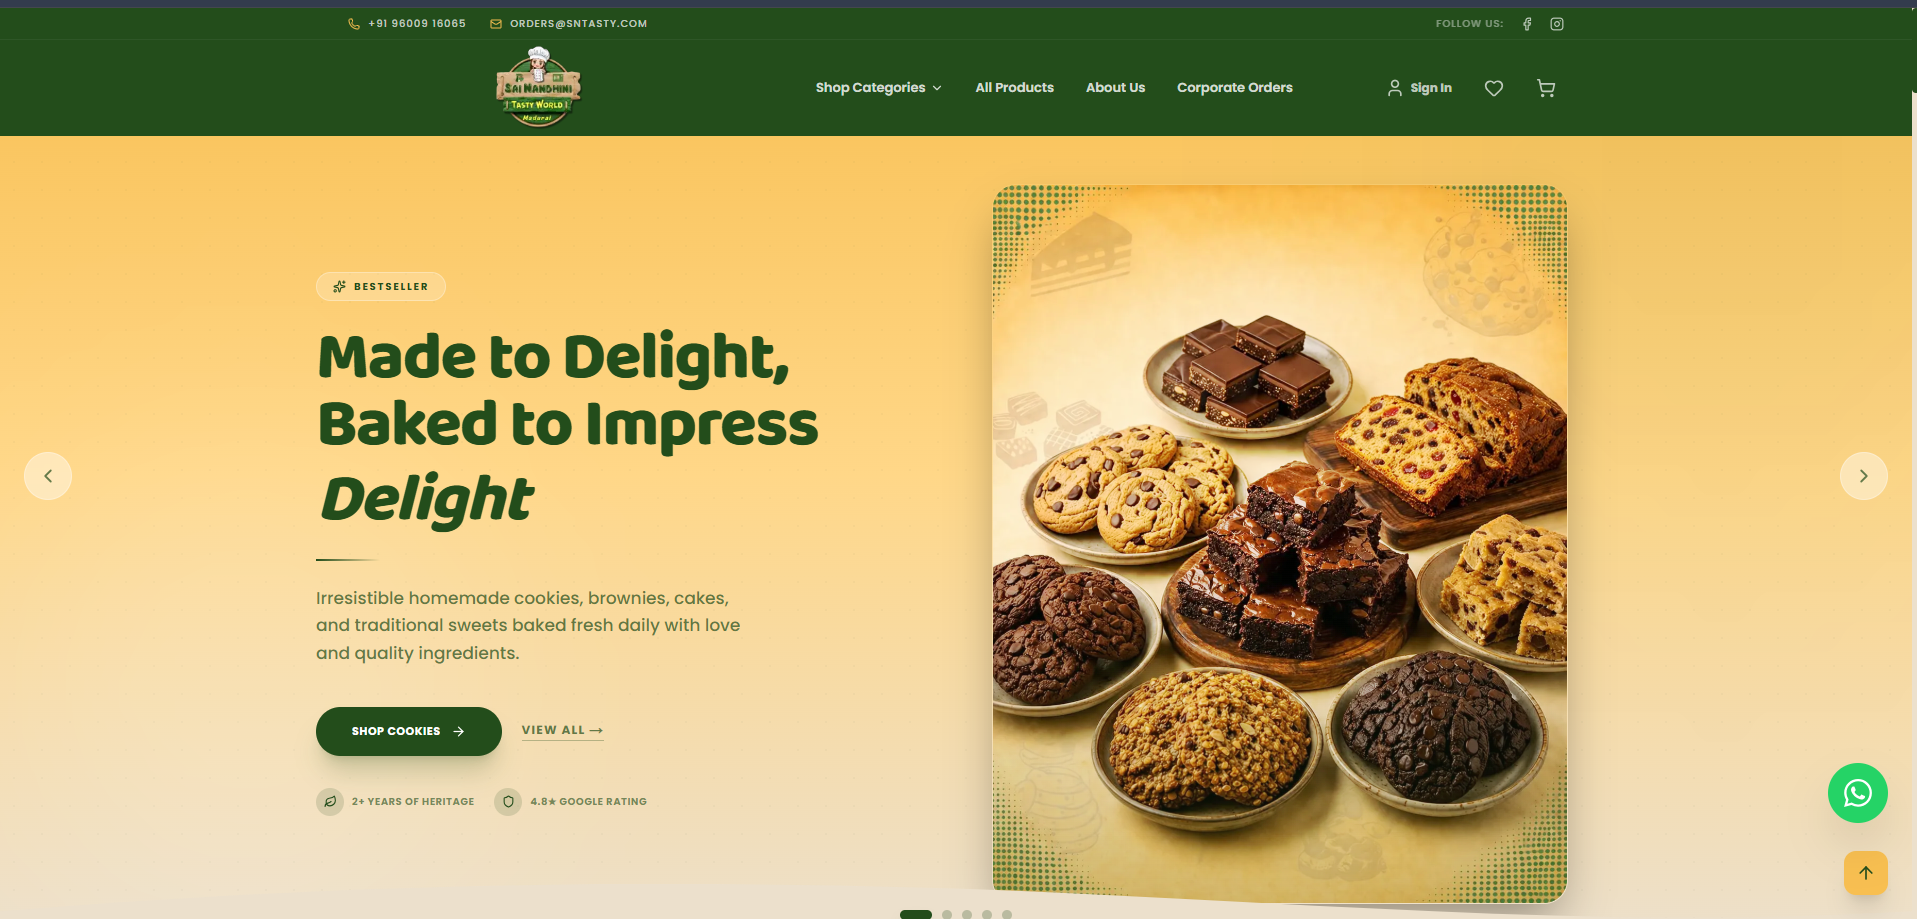 +91 96009 16065
ORDERS@SNTASTY.COM
FOLLOW US:
SAI NANDHINI
TASTY WORLD
Madurai
Shop Categories
All Products
About Us
Corporate Orders
Sign In
BESTSELLER
Made to Delight,
Baked to Impress
Delight
Irresistible homemade cookies, brownies, cakes,
and traditional sweets baked fresh daily with love
and quality ingredients.
SHOP COOKIES →
VIEW ALL →
2+ YEARS OF HERITAGE
4.8★ GOOGLE RATING